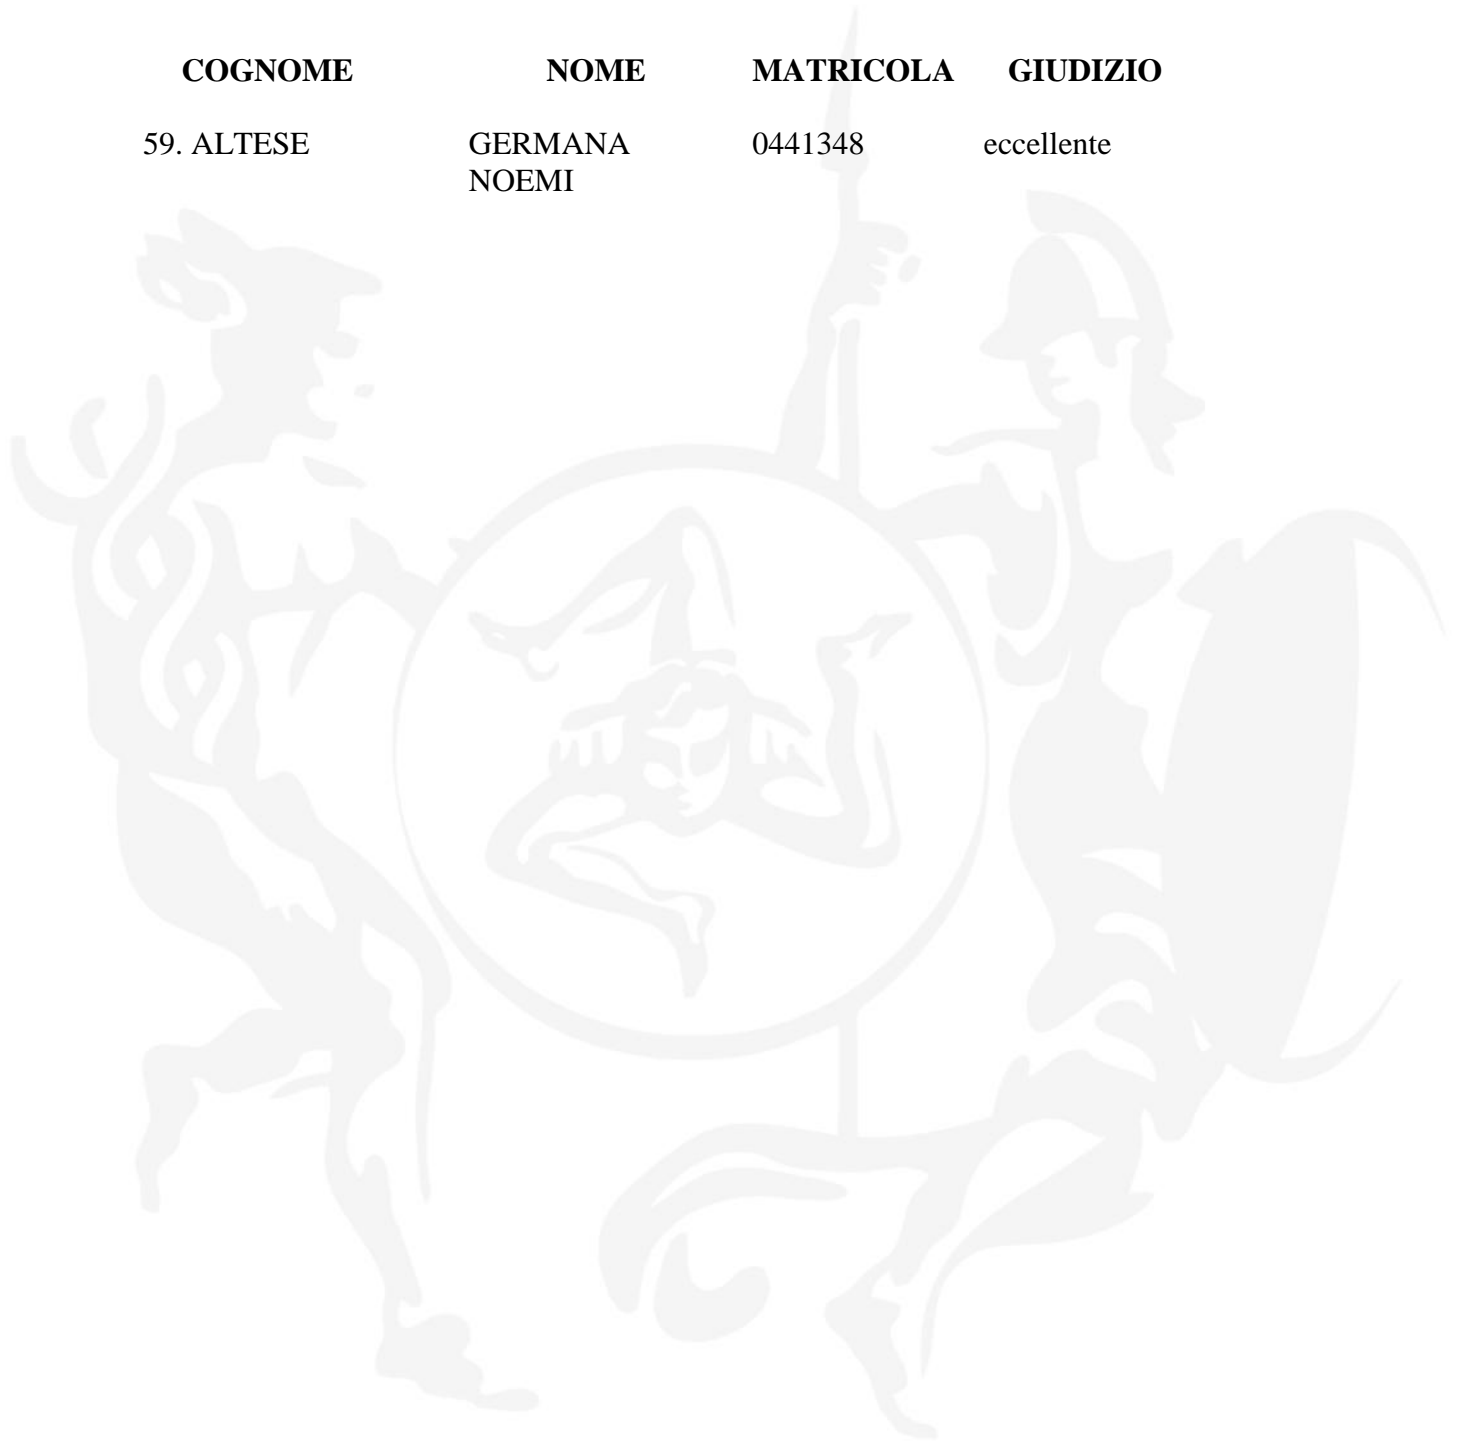 COGNOME NOME MATRICOLA GIUDIZIO
59. ALTESE GERMANA 0441348 eccellente
NOEMI